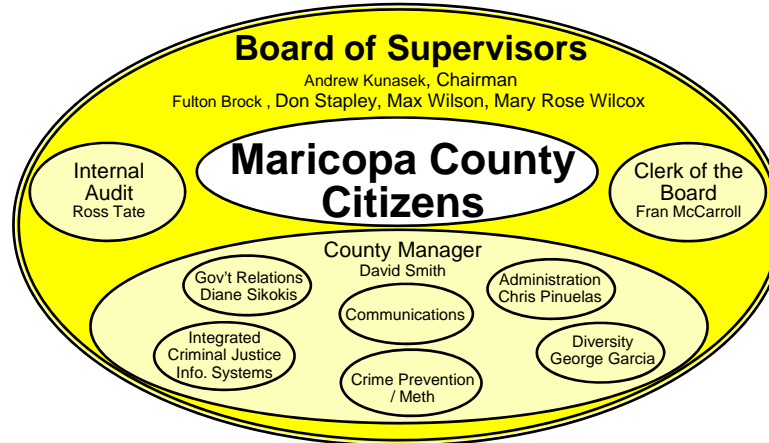 Board of Supervisors
Andrew Kunasek, Chairman
Fulton Brock , Don Stapley, Max Wilson, Mary Rose Wilcox
Internal
Audit
Ross Tate
Maricopa County
Citizens
Clerk of the
Board
Fran McCarroll
County Manager
David Smith
Gov't Relations
Diane Sikokis
Communications
Administration
Chris Pinuelas
Integrated
Criminal Justice
Info. Systems
Crime Prevention
/ Meth
Diversity
George Garcia